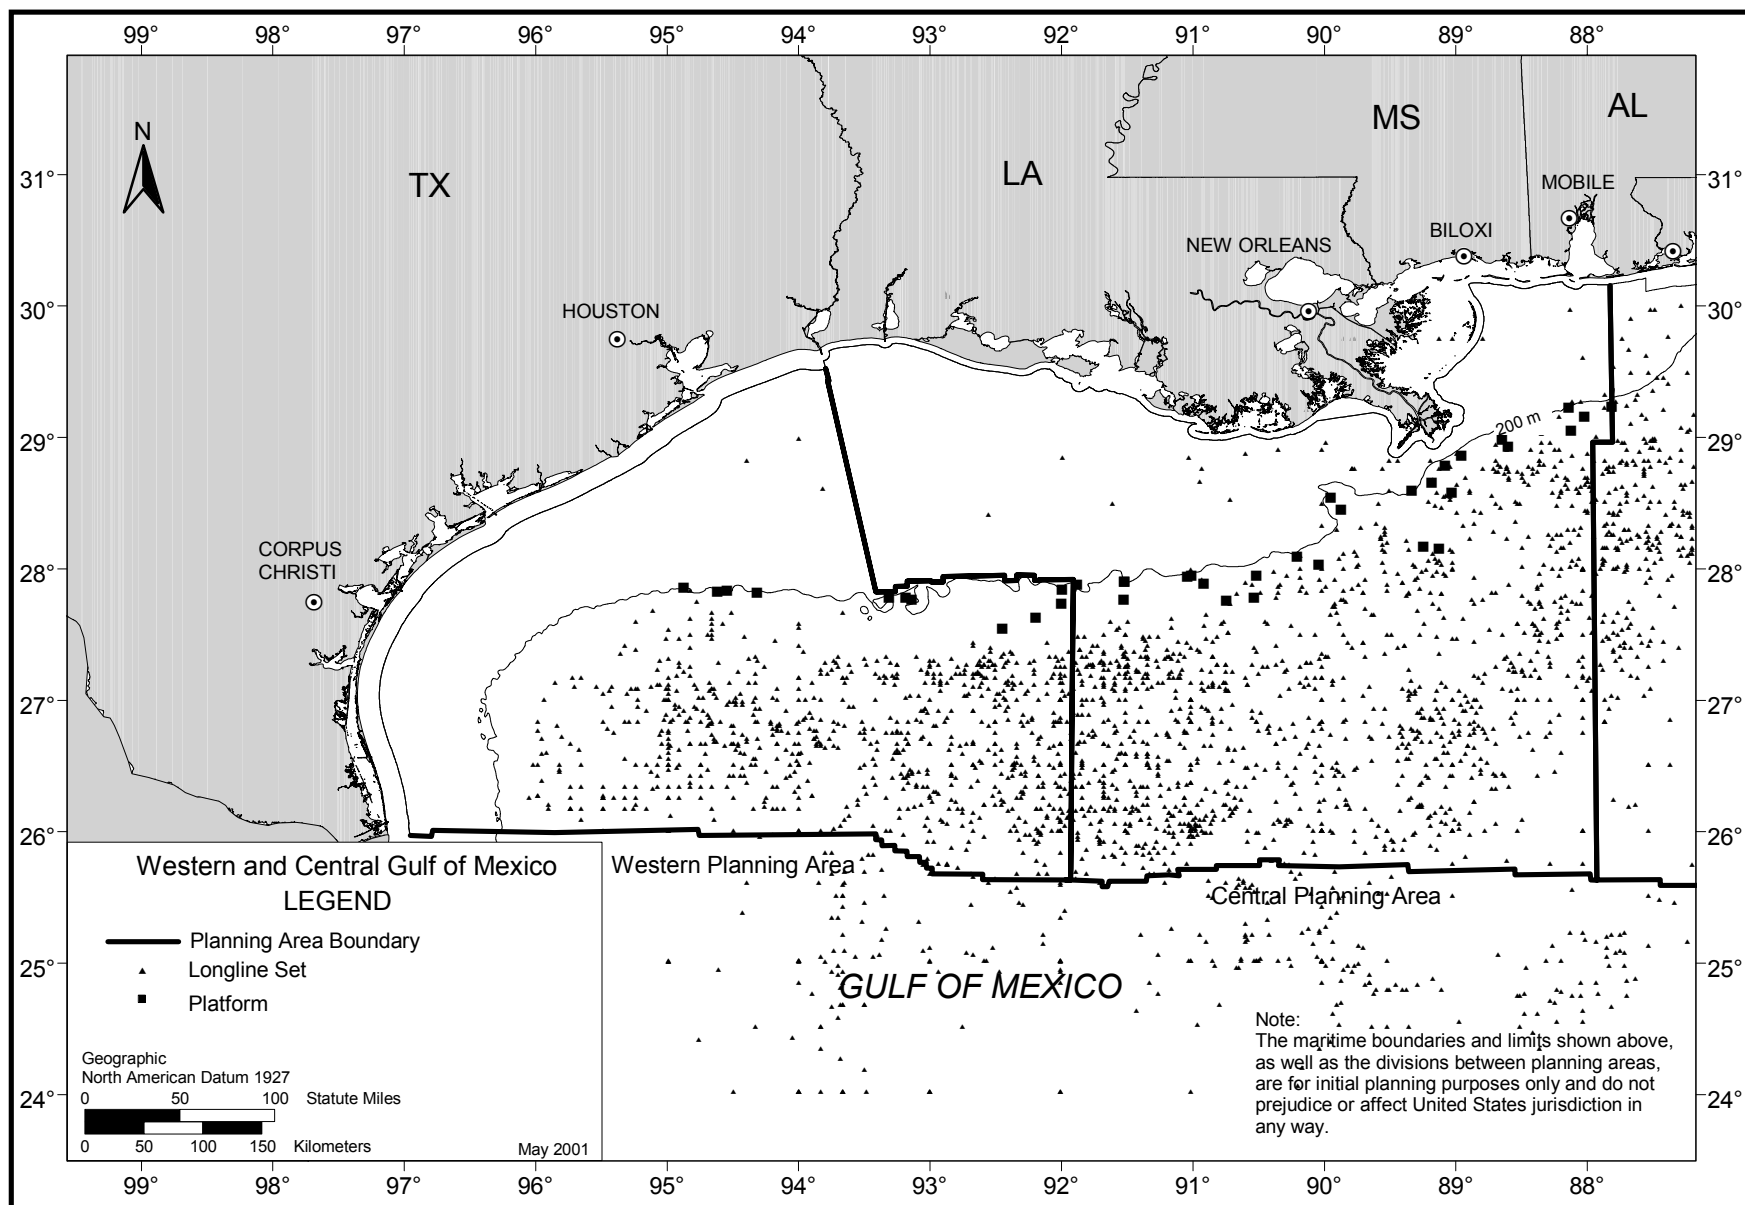 99° 98° 97° 96° 95° 94° 93° 92° 91° 90° 89° 88°
N
MS
AL
TX
LA
31°
31°
MOBILE
NEW ORLEANS
BILOXI
30°
30°
HOUSTON
29°
29°
200 m
CORPUS
CHRISTI
28°
28°
27°
27°
26°
26°
Western and Central Gulf of Mexico
LEGEND
Planning Area Boundary
Longline Set
Platform
Geographic
North American Datum 1927
0 50 100 Statute Miles
0 50 100 150 Kilometers
May 2001
Western Planning Area
Central Planning Area
25°
25°
GULF OF MEXICO
Note:
The maritime boundaries and limits shown above,
as well as the divisions between planning areas,
are for initial planning purposes only and do not
prejudice or affect United States jurisdiction in
any way.
24°
24°
99° 98° 97° 96° 95° 94° 93° 92° 91° 90° 89° 88°